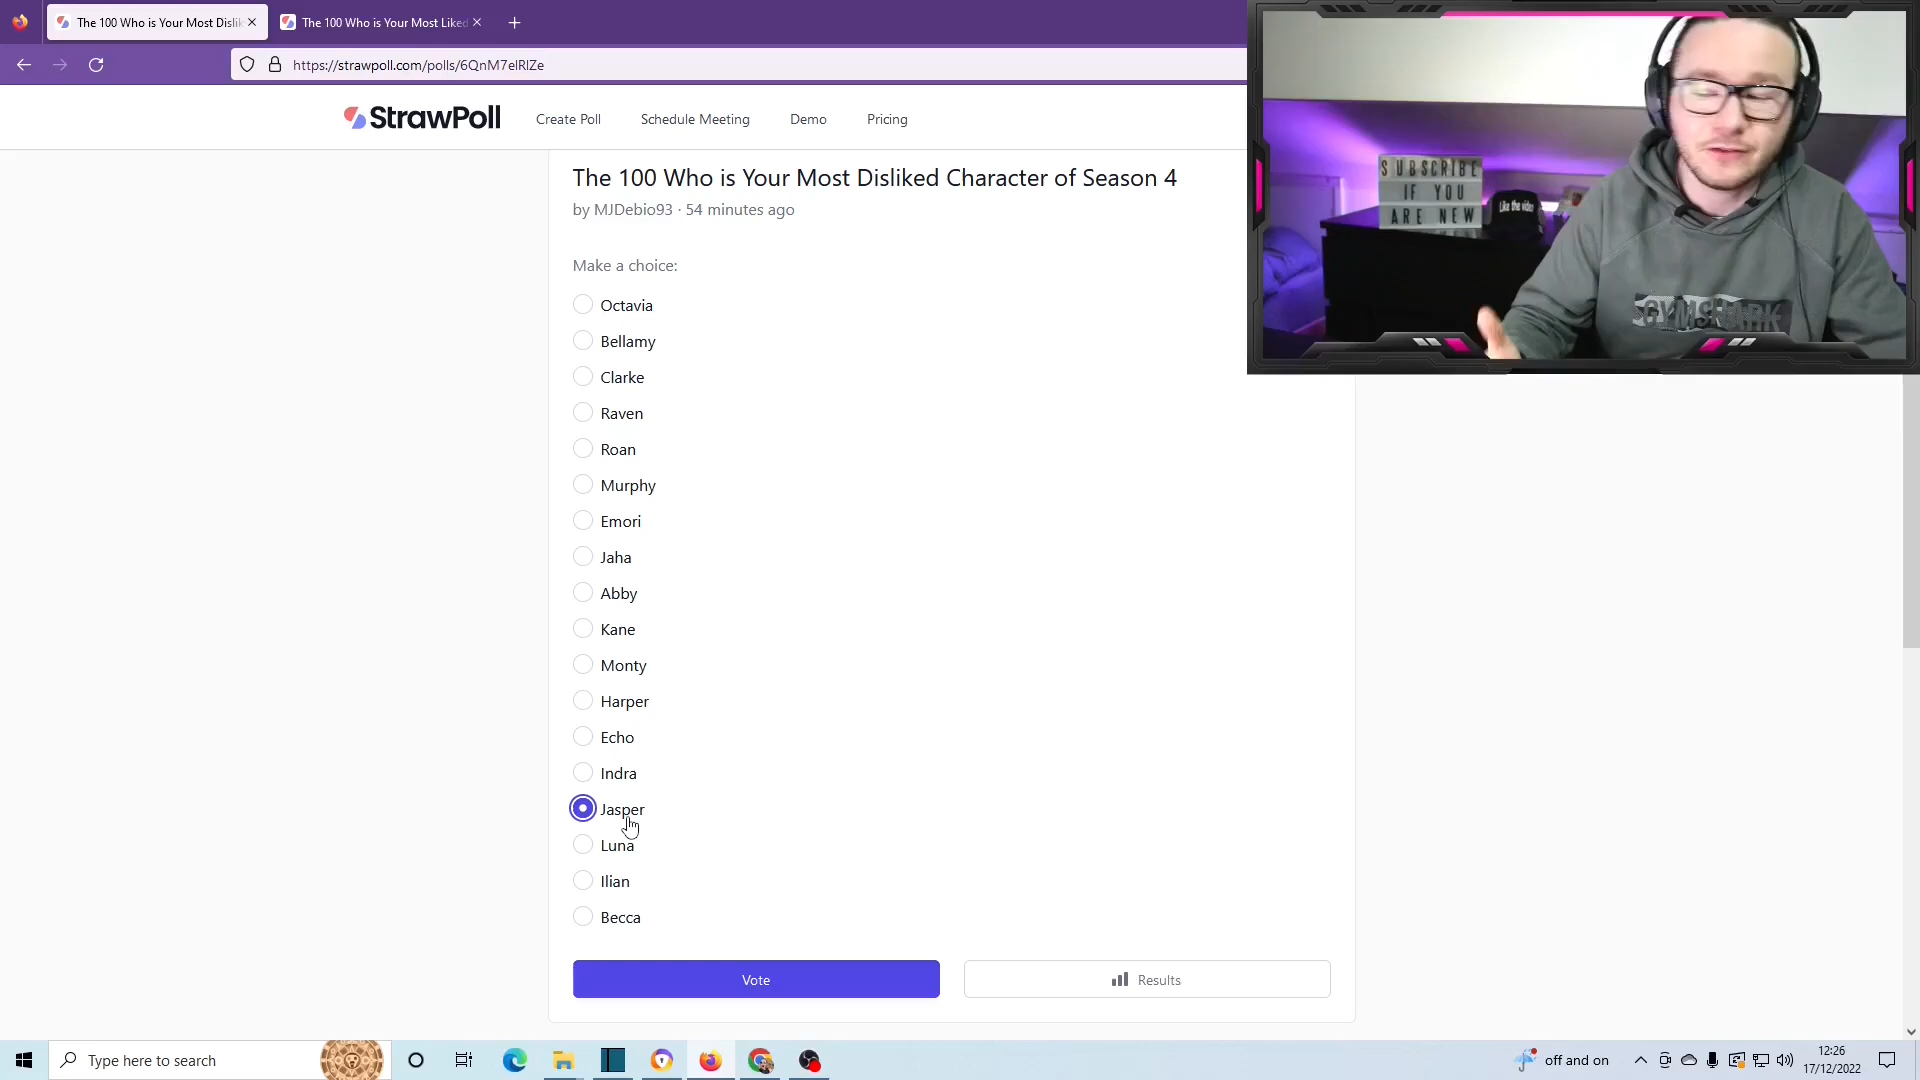 The 100 Who is Your Most Dislik
The 100 Who is Your Most Liked
https://strawpoll.com/polls/6QnM7elRlZe
StrawPoll
Create Poll
Schedule Meeting
Demo
Pricing
SUBSCRIBE
IF YOU
ARE NEW
Like the video
GYMSHARK
The 100 Who is Your Most Disliked Character of Season 4
by MJDebio93 · 54 minutes ago
Make a choice:
Octavia
Bellamy
Clarke
Raven
Roan
Murphy
Emori
Jaha
Abby
Kane
Monty
Harper
Echo
Indra
Jasper
Luna
Ilian
Becca
Vote
Results
Type here to search
off and on
12:26
17/12/2022